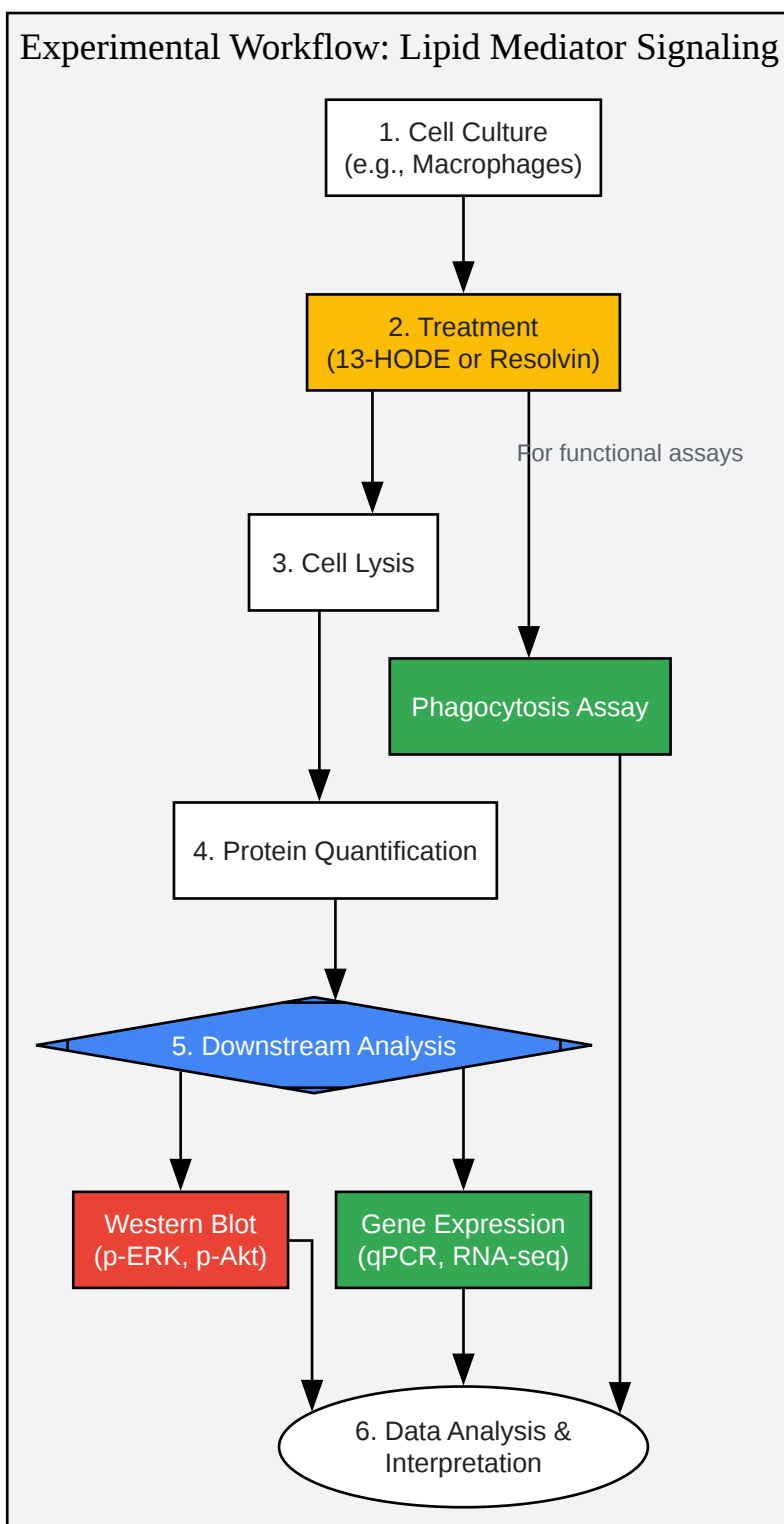 Experimental Workflow: Lipid Mediator Signaling
1. Cell Culture
(e.g., Macrophages)
2. Treatment
(13-HODE or Resolvin)
For functional assays
3. Cell Lysis
Phagocytosis Assay
4. Protein Quantification
5. Downstream Analysis
Western Blot
(p-ERK, p-Akt)
Gene Expression
(qPCR, RNA-seq)
6. Data Analysis &
Interpretation